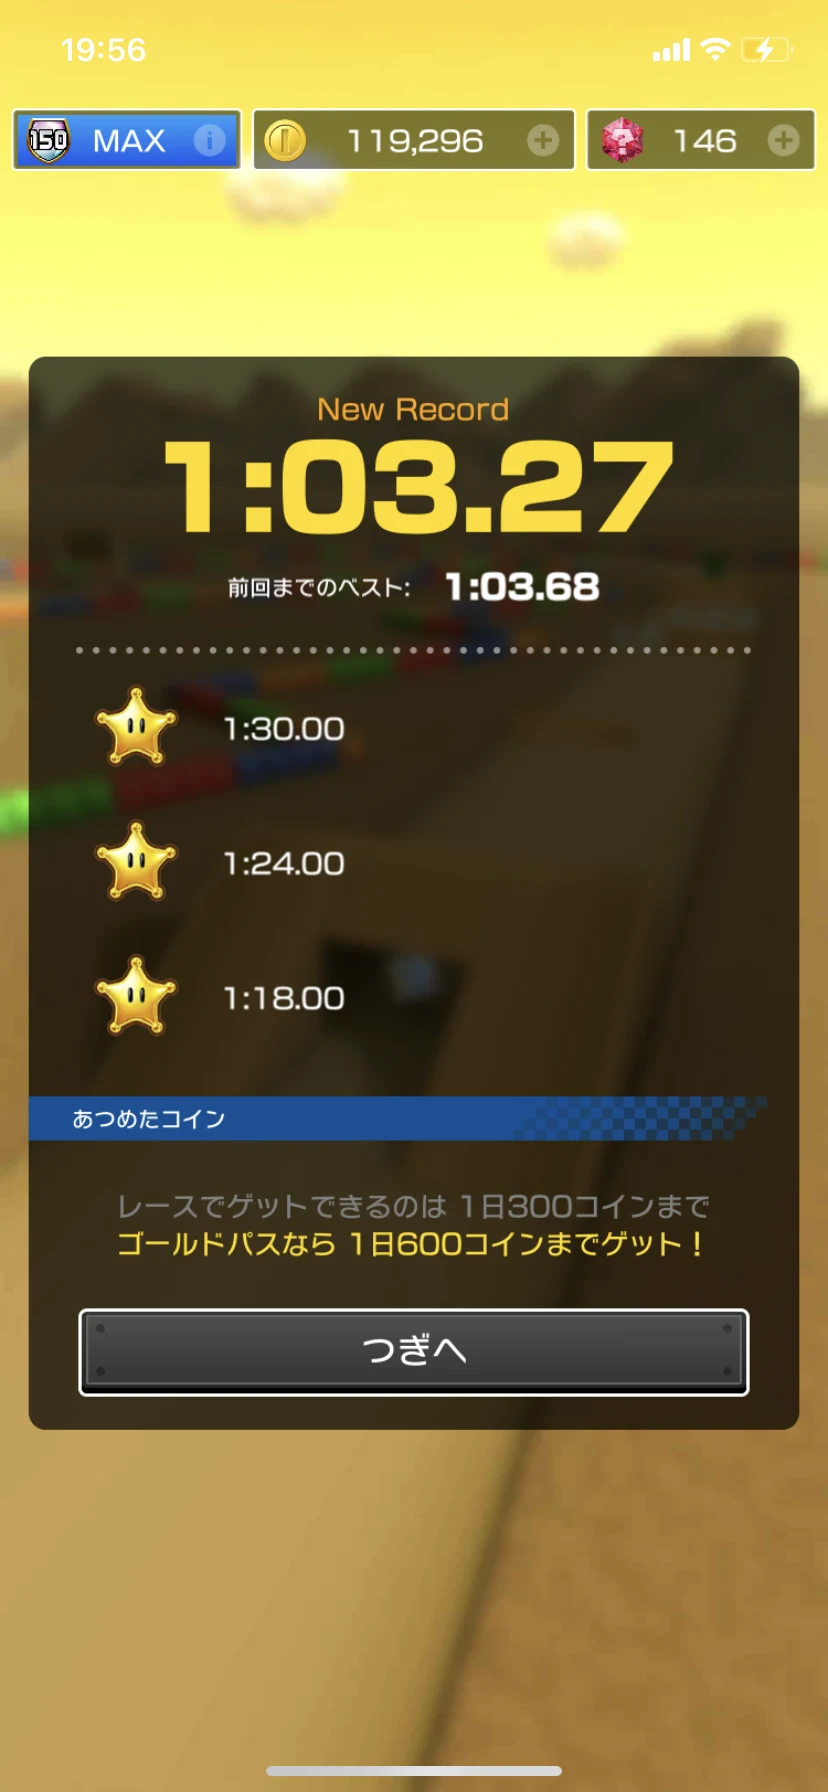 19:56
150 MAX i 119,296 + ? 146 +
New Record
1:03.27
前回までのベスト: 1:03.68
1:30.00
1:24.00
1:18.00
あつめたコイン
レースでゲットできるのは 1日300コインまで
ゴールドパスなら 1日600コインまでゲット！
つぎへ